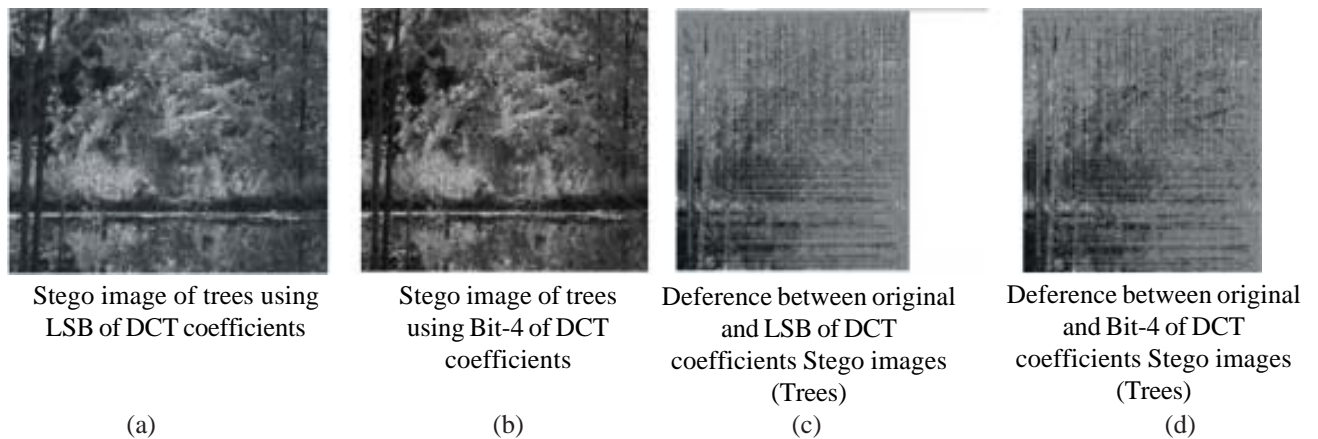 Stego image of trees using
LSB of DCT coefficients
(a)
Stego image of trees
using Bit-4 of DCT
coefficients
(b)
Deference between original
and LSB of DCT
coefficients Stego images
(Trees)
(c)
Deference between original
and Bit-4 of DCT
coefficients Stego images
(Trees)
(d)